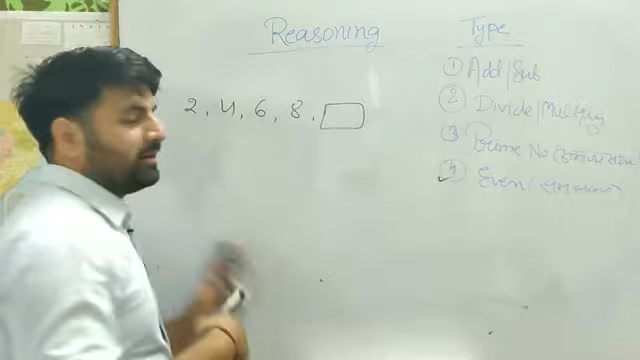 Reasoning
2, 4, 6, 8,
Type
① Add/Sub
② Divide/Multiply
③ Prime No
④ Even